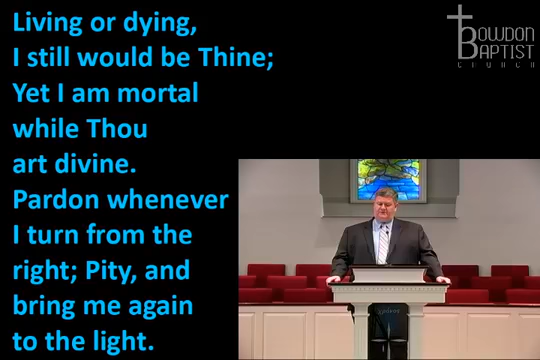 Living or dying,
I still would be Thine;
Yet I am mortal
while Thou
art divine.
Pardon whenever
I turn from the
right; Pity, and
bring me again
to the light.
Bowdon
Baptist
CHURCH